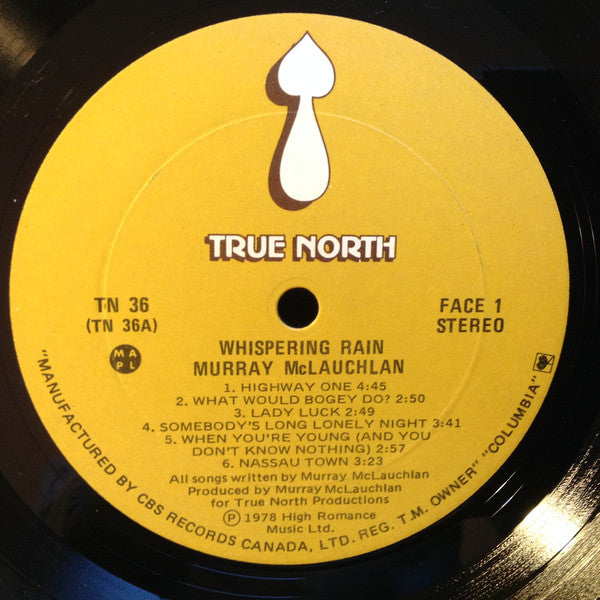 TRUE NORTH
TN 36
(TN 36A)
FACE 1
STEREO
M A
P L
WHISPERING RAIN
MURRAY McLAUCHLAN
1. HIGHWAY ONE 4:45
2. WHAT WOULD BOGEY DO? 2:50
3. LADY LUCK 2:49
4. SOMEBODY'S LONG LONELY NIGHT 3:41
5. WHEN YOU'RE YOUNG (AND YOU
DON'T KNOW NOTHING) 2:57
6. NASSAU TOWN 3:23
All songs written by Murray McLauchlan
Produced by Murray McLauchlan
for True North Productions
Ⓟ 1978 High Romance
Music Ltd.
"MANUFACTURED BY CBS RECORDS CANADA, LTD. REG. T.M. OWNER" "COLUMBIA"